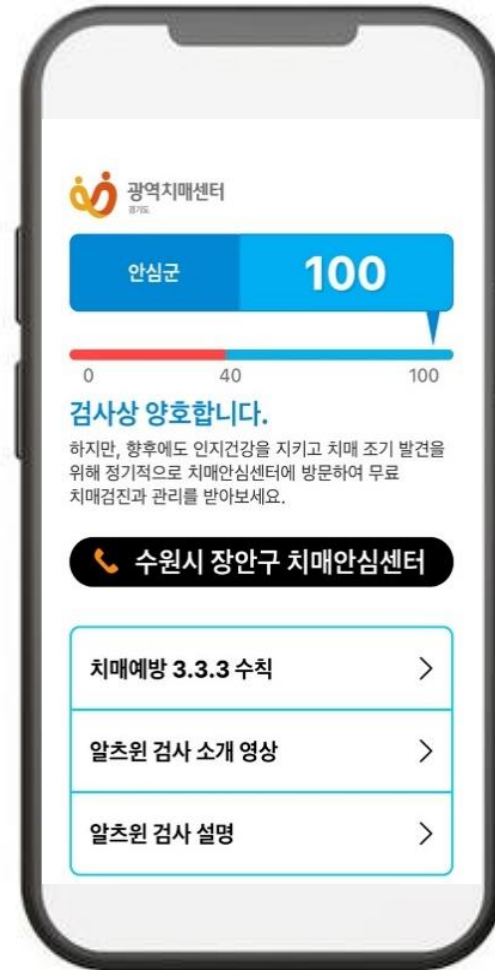 광역치매센터
경기도
안심군
100
0 40 100
검사상 양호합니다.
하지만, 향후에도 인지건강을 지키고 치매 조기 발견을
위해 정기적으로 치매안심센터에 방문하여 무료
치매검진과 관리를 받아보세요.
수원시 장안구 치매안심센터
치매예방 3.3.3 수칙
알츠윈 검사 소개 영상
알츠윈 검사 설명